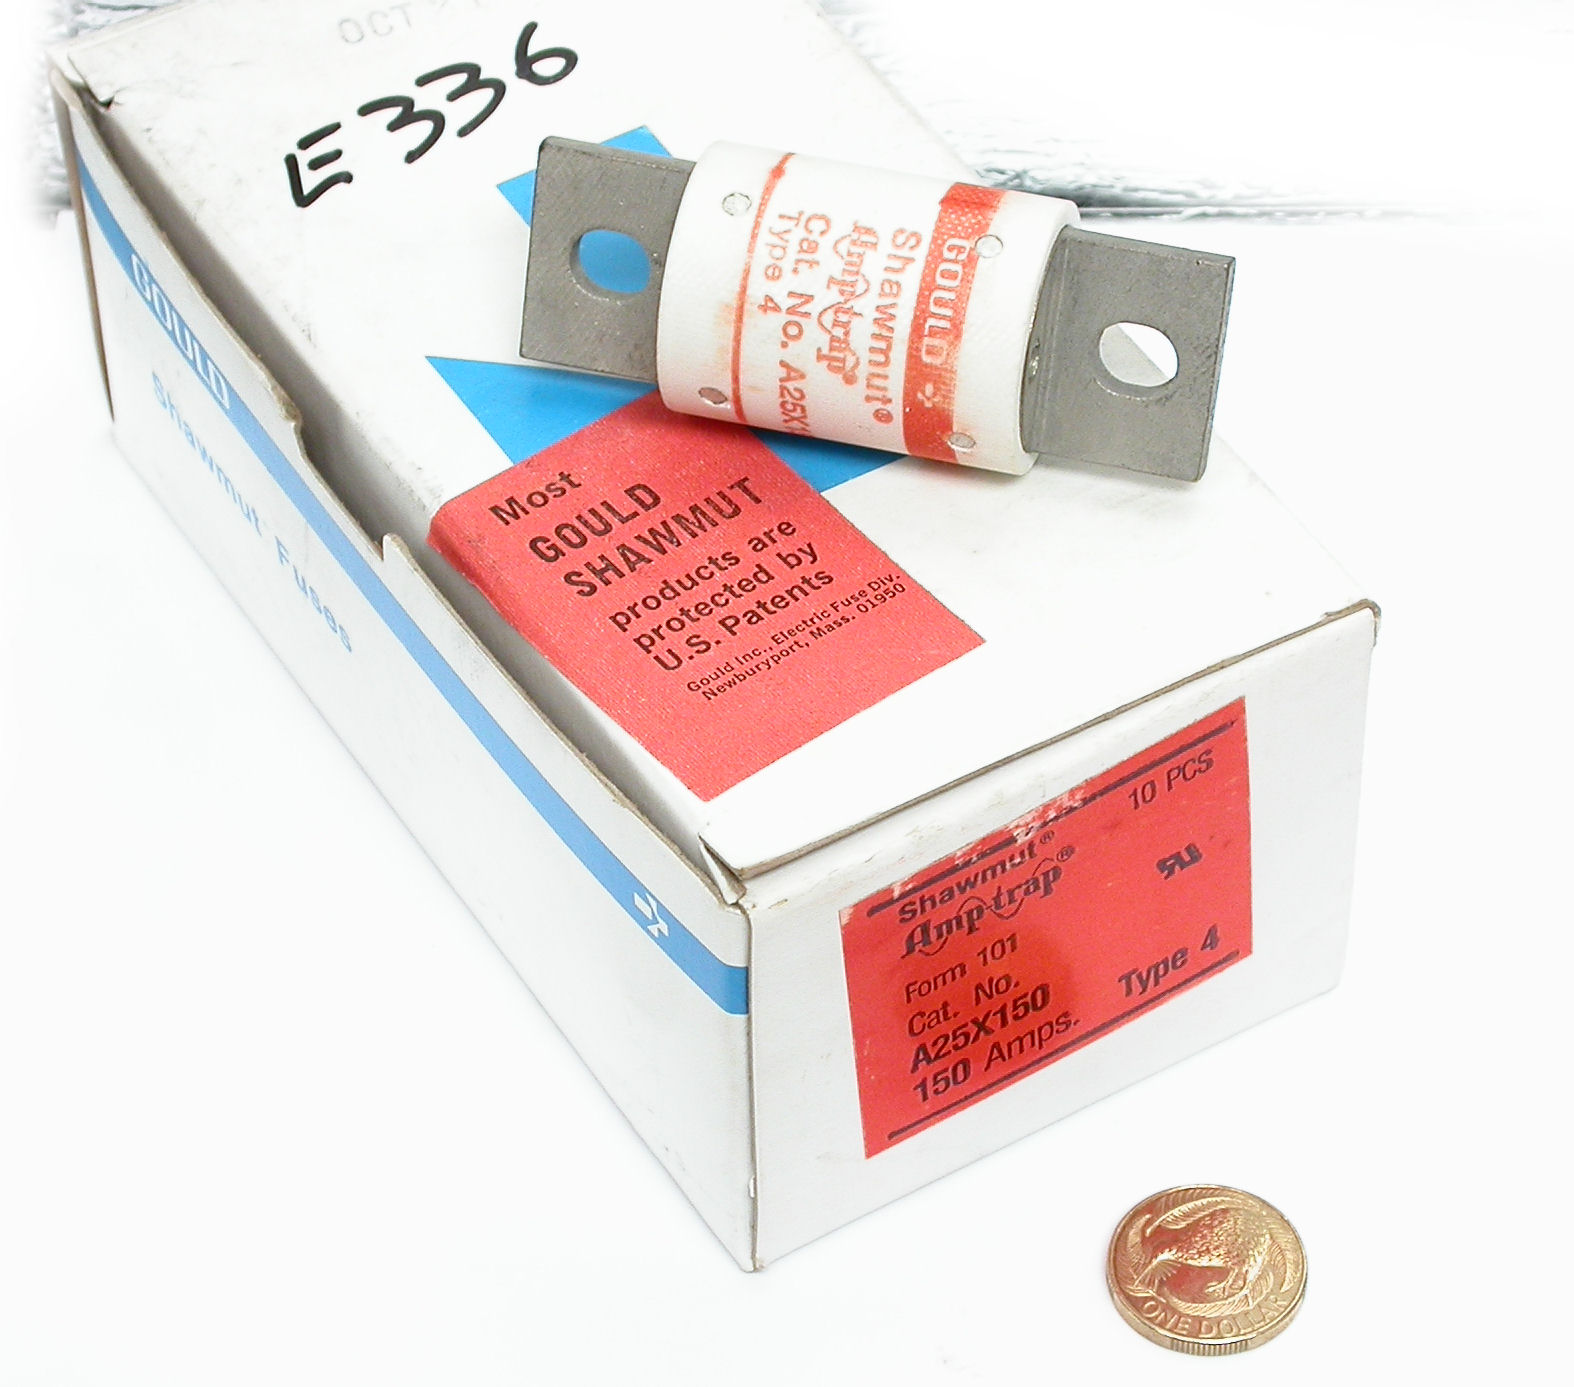 OCT
E336
GOULD
Shawmut Fuses
GOULD
Shawmut®
Amp-trap®
Cat. No. A25X
Type 4
Most
GOULD
SHAWMUT
products are
protected by
U.S. Patents
Gould Inc., Electric Fuse Div.
Newburyport, Mass. 01950
10 PCS
Shawmut®
Amp-trap®
Form 101
Cat. No.
A25X150
150 Amps.
Type 4
ONE DOLLAR